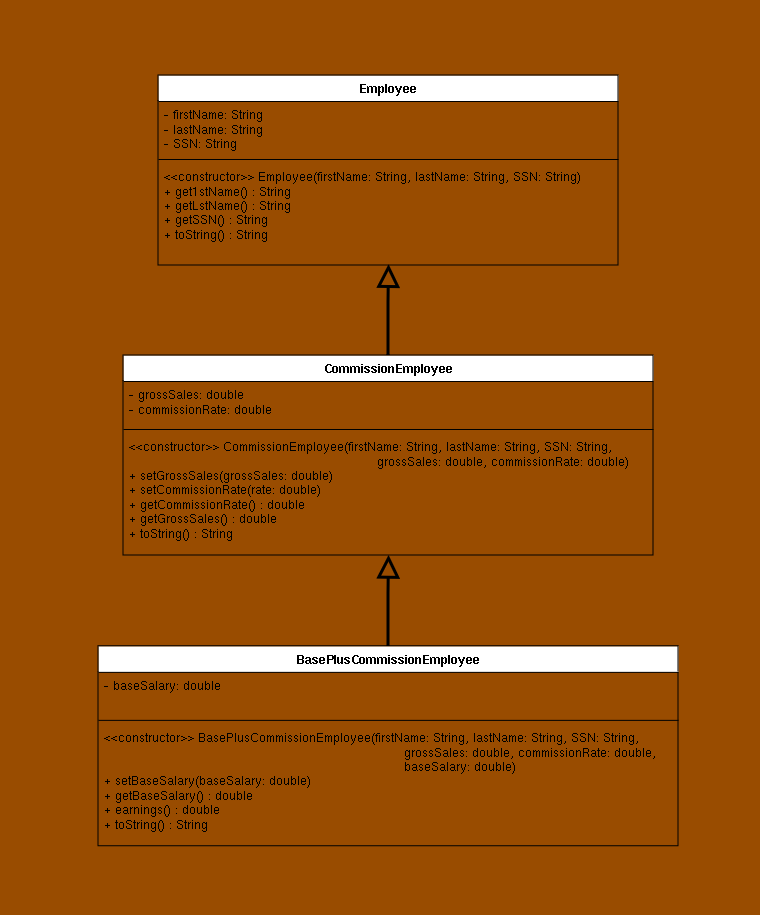 Employee
- firstName: String
- lastName: String
- SSN: String
<<constructor>> Employee(firstName: String, lastName: String, SSN: String)
+ get1stName() : String
+ getLstName() : String
+ getSSN() : String
+ toString() : String
CommissionEmployee
- grossSales: double
- commissionRate: double
<<constructor>> CommissionEmployee(firstName: String, lastName: String, SSN: String,
grossSales: double, commissionRate: double)
+ setGrossSales(grossSales: double)
+ setCommissionRate(rate: double)
+ getCommissionRate() : double
+ getGrossSales() : double
+ toString() : String
BasePlusCommissionEmployee
- baseSalary: double
<<constructor>> BasePlusCommissionEmployee(firstName: String, lastName: String, SSN: String,
grossSales: double, commissionRate: double,
baseSalary: double)
+ setBaseSalary(baseSalary: double)
+ getBaseSalary() : double
+ earnings() : double
+ toString() : String